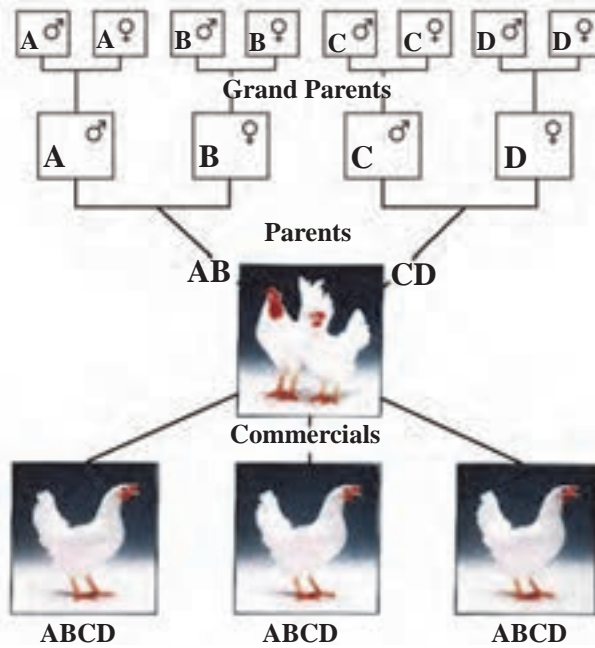 A ♂ A ♀ B ♂ B ♀ C ♂ C ♀ D ♂ D ♀
Grand Parents
A ♂ B ♀ C ♂ D ♀
Parents
AB CD
Commercials
ABCD ABCD ABCD